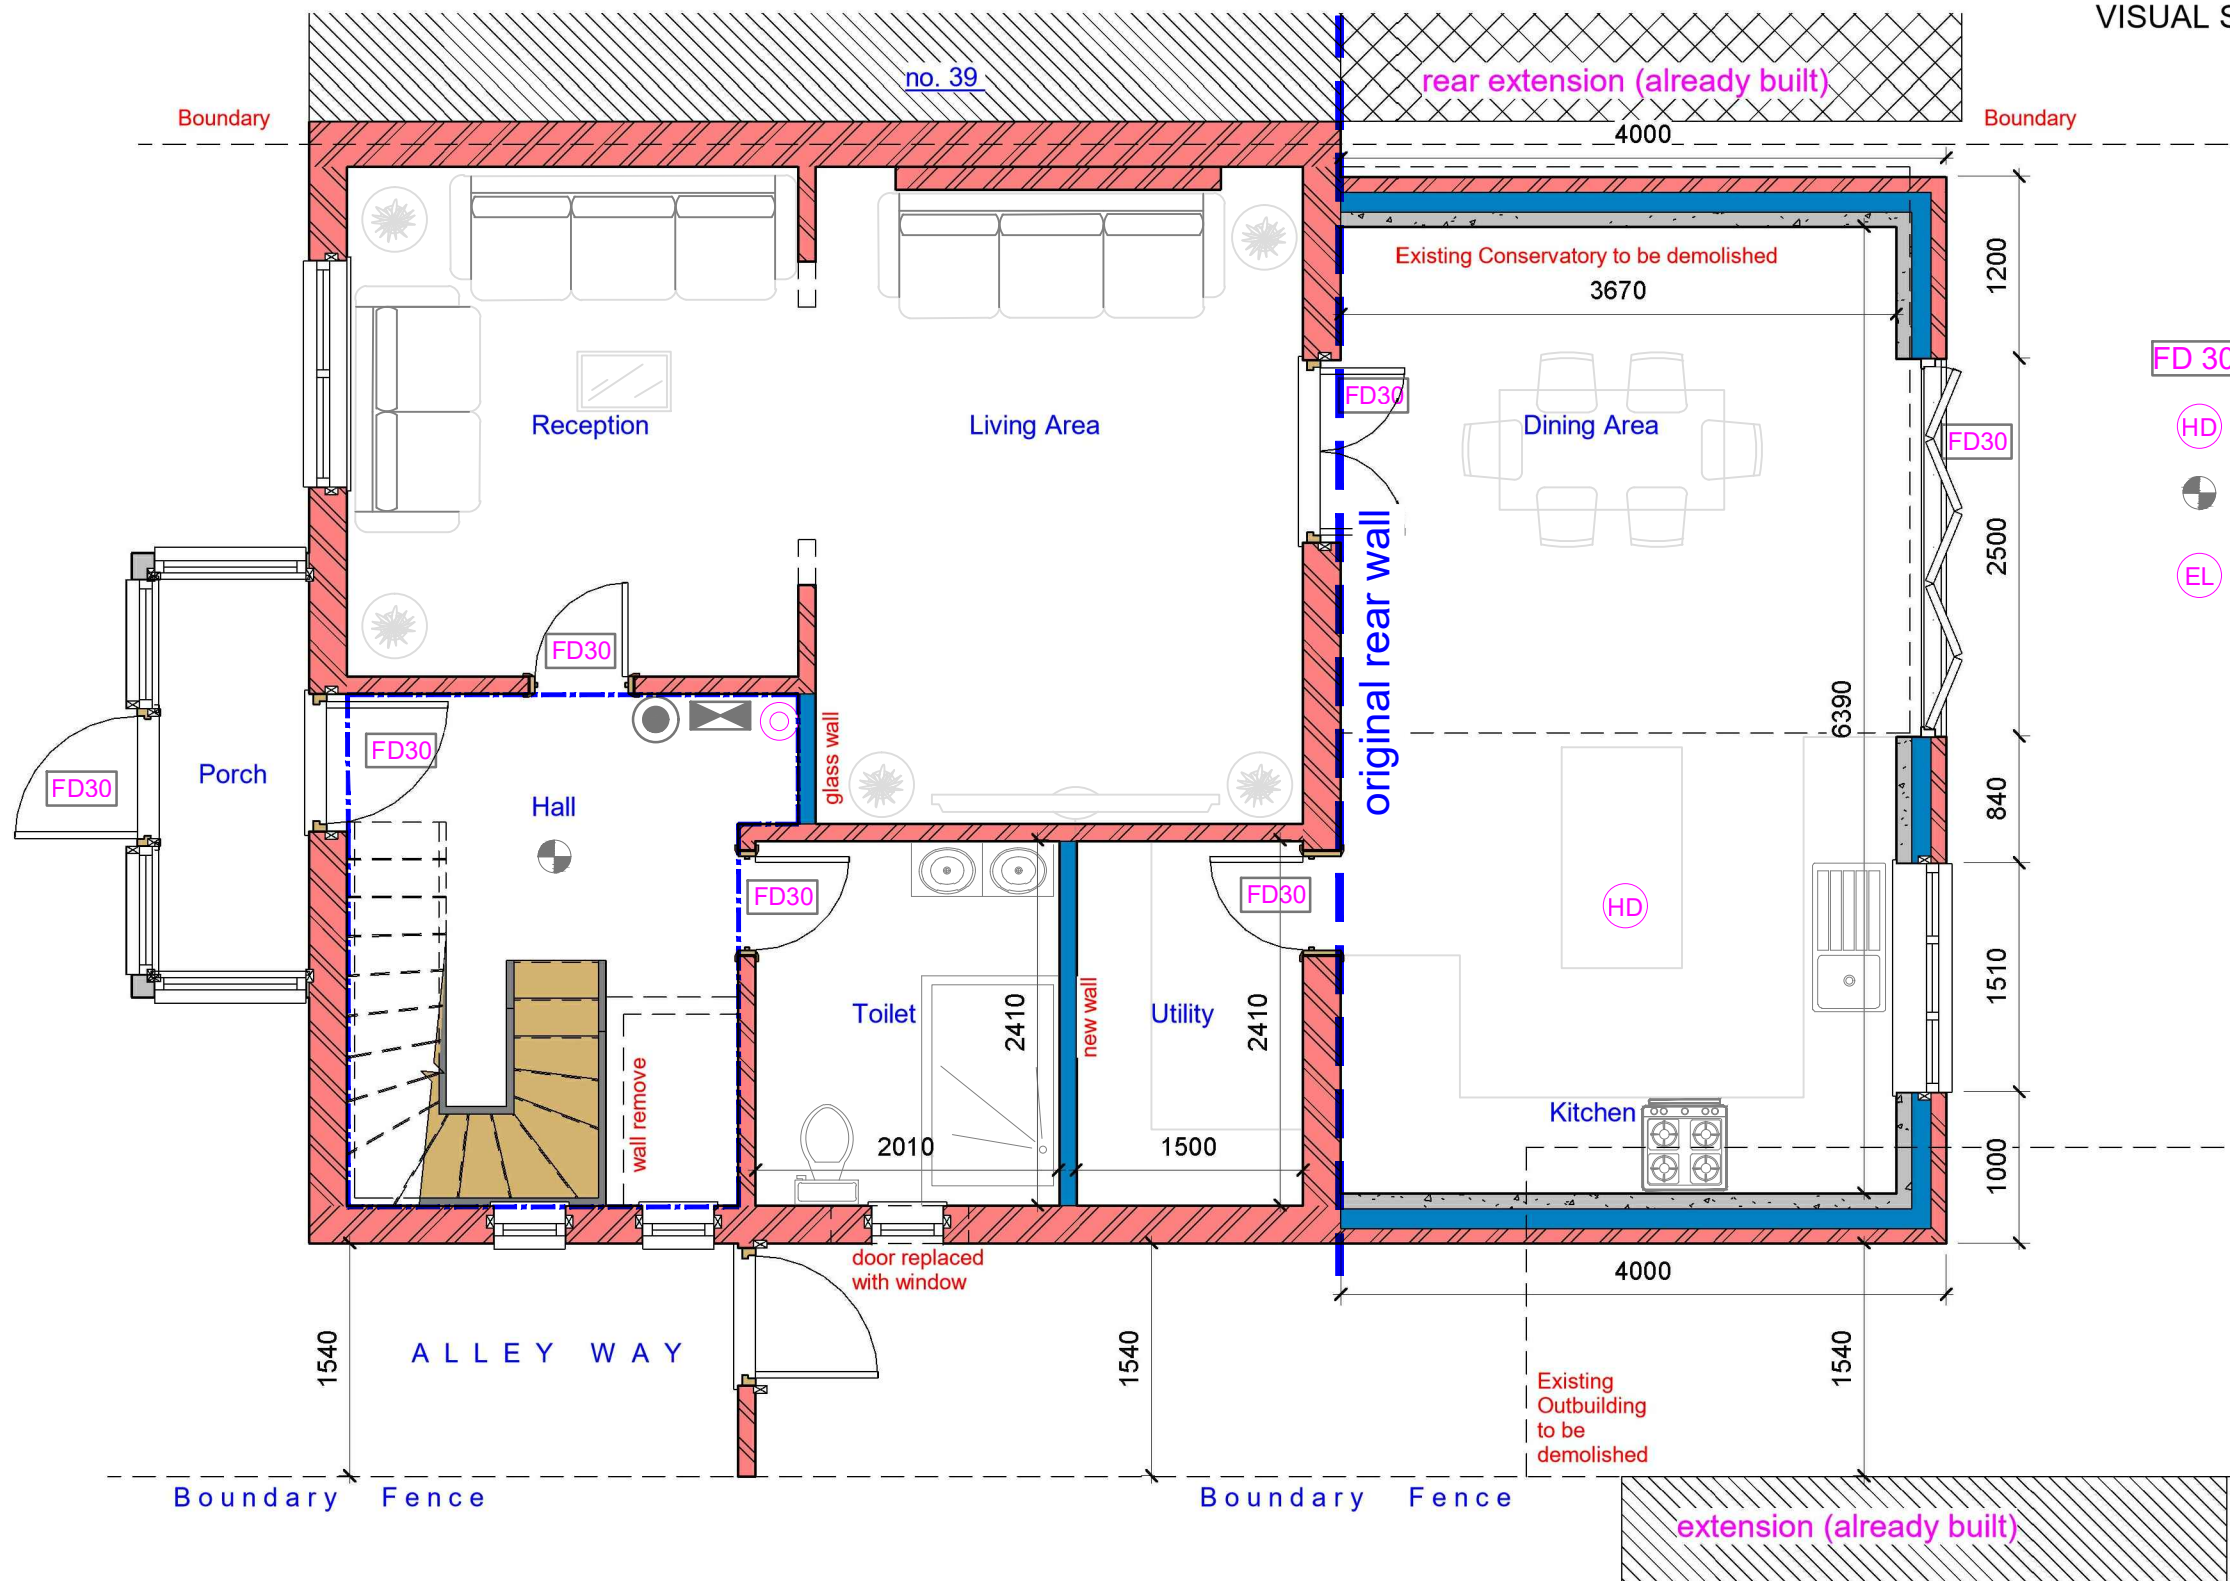 VISUAL S
no. 39
rear extension (already built)
Boundary
Boundary
4000
Existing Conservatory to be demolished
3670
1200
FD 30
FD30
HD
Reception
Living Area
Dining Area
FD30
original rear wall
2500
EL
FD30
6390
glass wall
FD30
Porch
FD30
Hall
840
FD30
FD30
HD
Toilet
2410
new wall
Utility
2410
1510
wall remove
Kitchen
2010
1500
1000
door replaced
with window
4000
1540
ALLEY WAY
1540
1540
Existing
Outbuilding
to be
demolished
Boundary Fence
Boundary Fence
extension (already built)